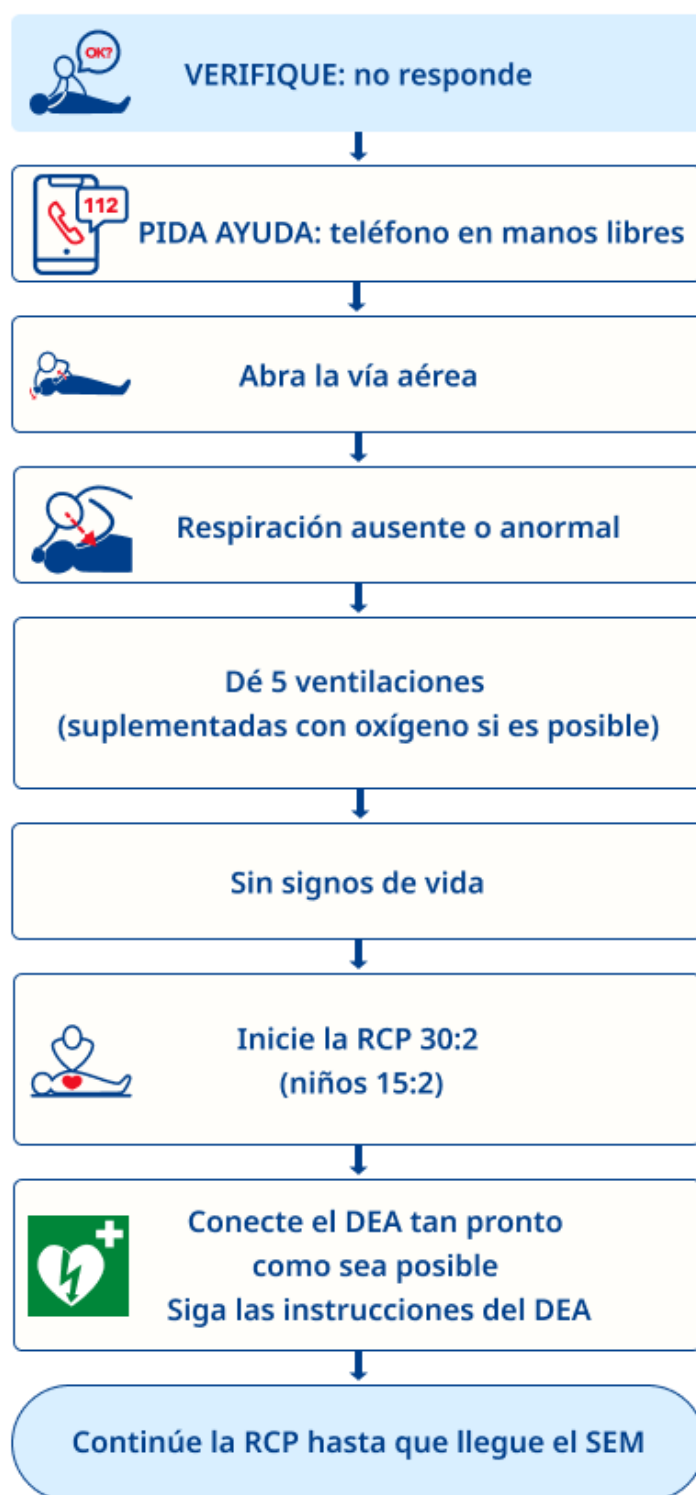 OK?
VERIFIQUE: no responde
112
PIDA AYUDA: teléfono en manos libres
Abra la vía aérea
Respiración ausente o anormal
Dé 5 ventilaciones
(suplementadas con oxígeno si es posible)
Sin signos de vida
Inicie la RCP 30:2
(niños 15:2)
Conecte el DEA tan pronto
como sea posible
Siga las instrucciones del DEA
Continúe la RCP hasta que llegue el SEM